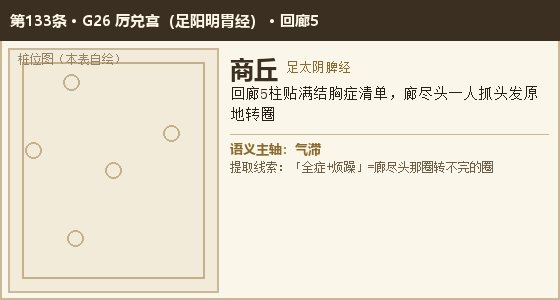 第133条・G26 厉兑宫（足阳明胃经）・回廊5
桩位图（本表自绘）
商丘 足太阴脾经
回廊5柱贴满结胸症清单，廊尽头一人抓头发原
地转圈
语义主轴：气滞
提取线索：「全症+烦躁」=廊尽头那圈转不完的圈